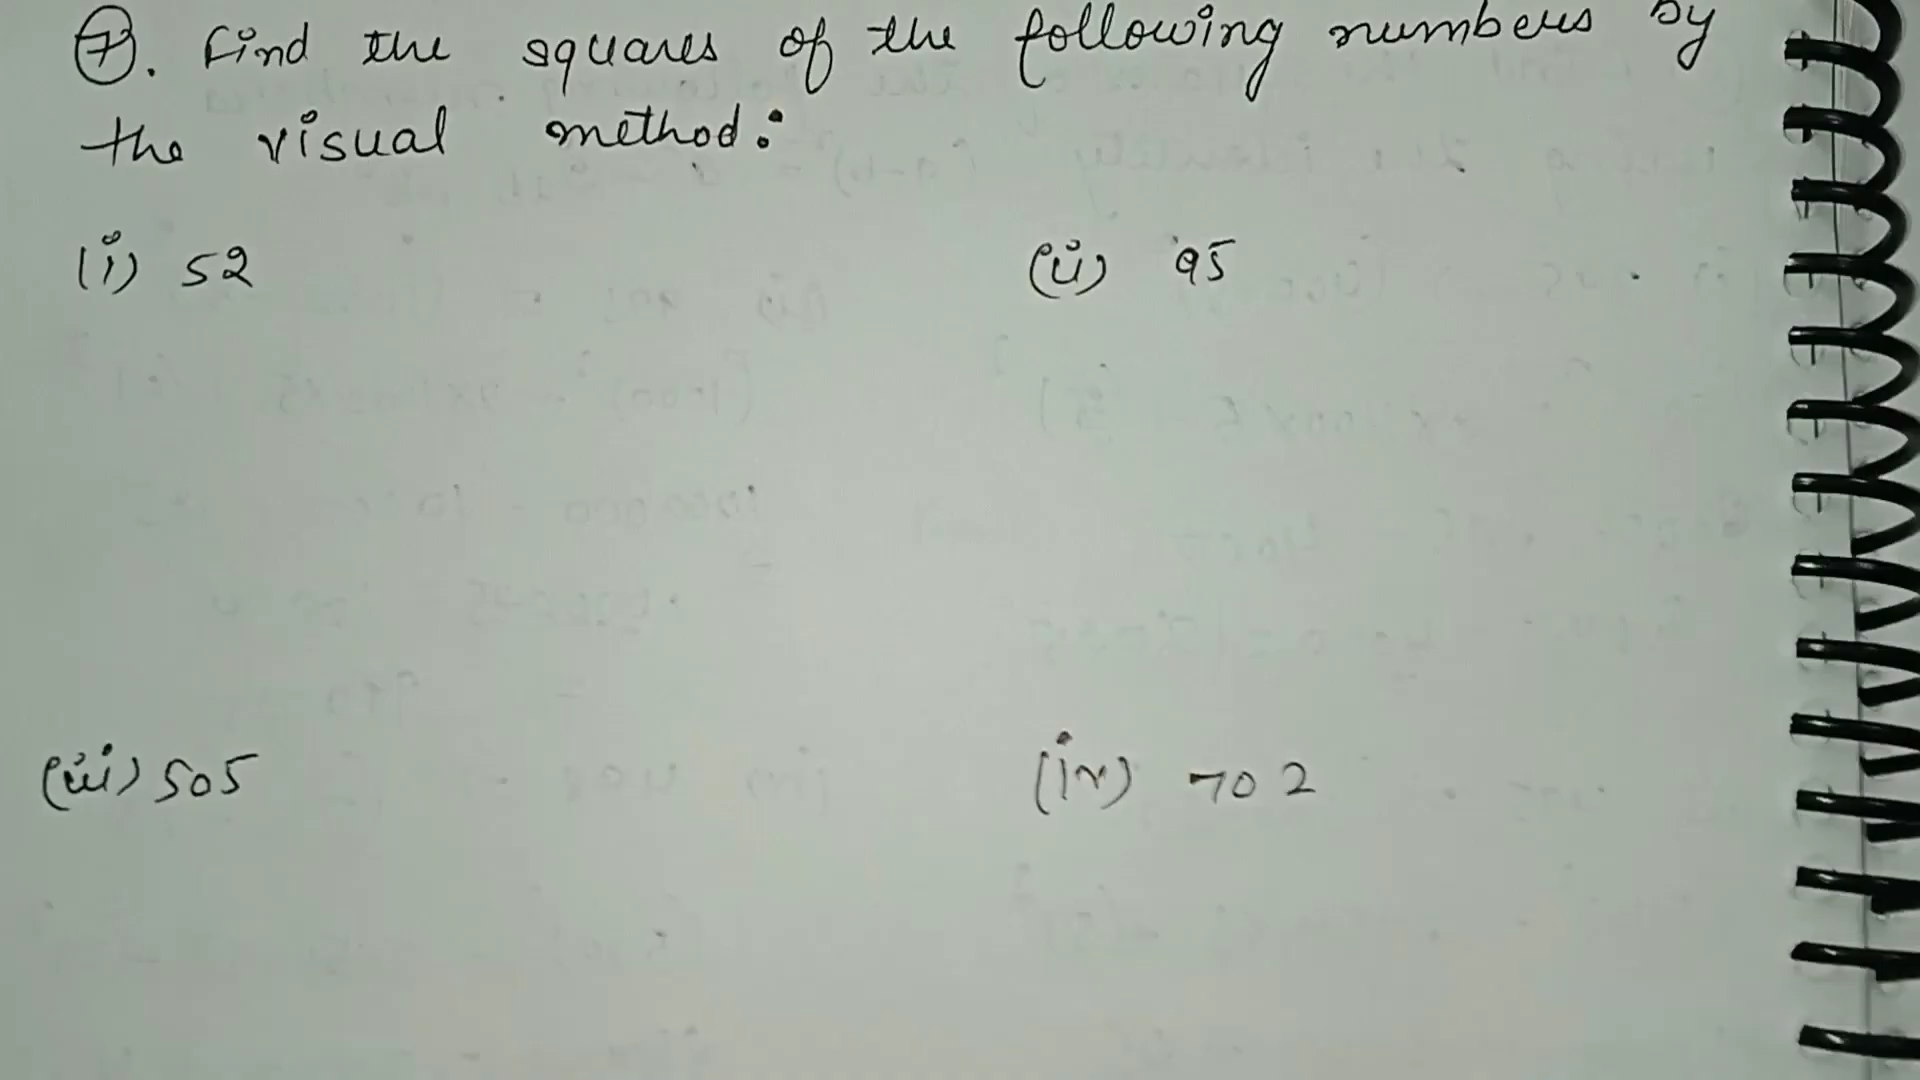 7. Find the squares of the following numbers by
the visual method:
(i) 52 (ii) 95
(iii) 505 (iv) 702